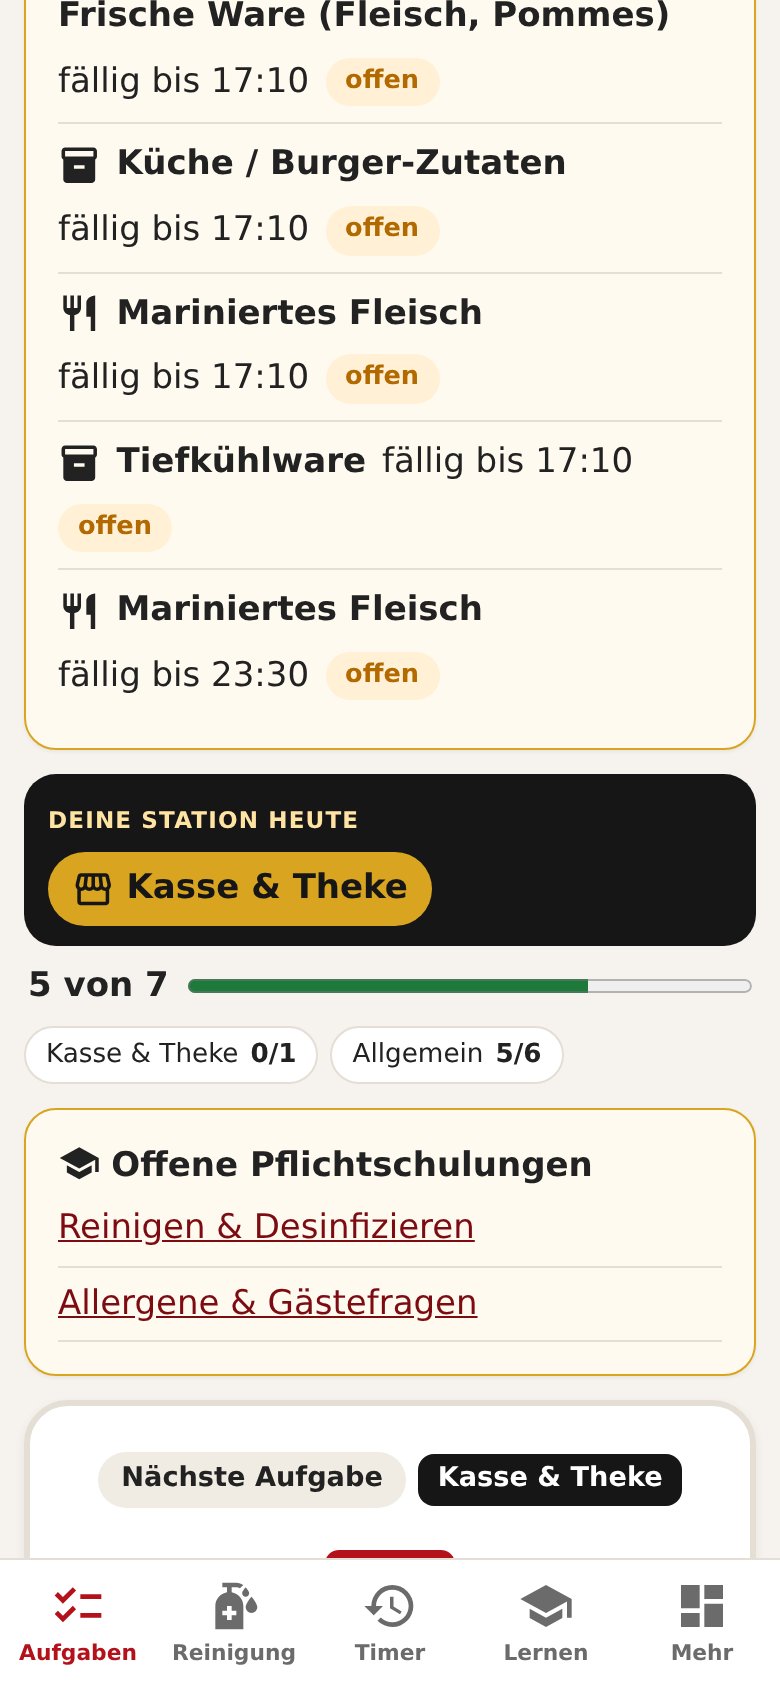 Frische Ware (Fleisch, Pommes)
fällig bis 17:10 offen
Küche / Burger-Zutaten
fällig bis 17:10 offen
Mariniertes Fleisch
fällig bis 17:10 offen
Tiefkühlware fällig bis 17:10
offen
Mariniertes Fleisch
fällig bis 23:30 offen
DEINE STATION HEUTE
Kasse & Theke
5 von 7
Kasse & Theke 0/1 Allgemein 5/6
Offene Pflichtschulungen
Reinigen & Desinfizieren
Allergene & Gästefragen
Nächste Aufgabe Kasse & Theke
Aufgaben Reinigung Timer Lernen Mehr